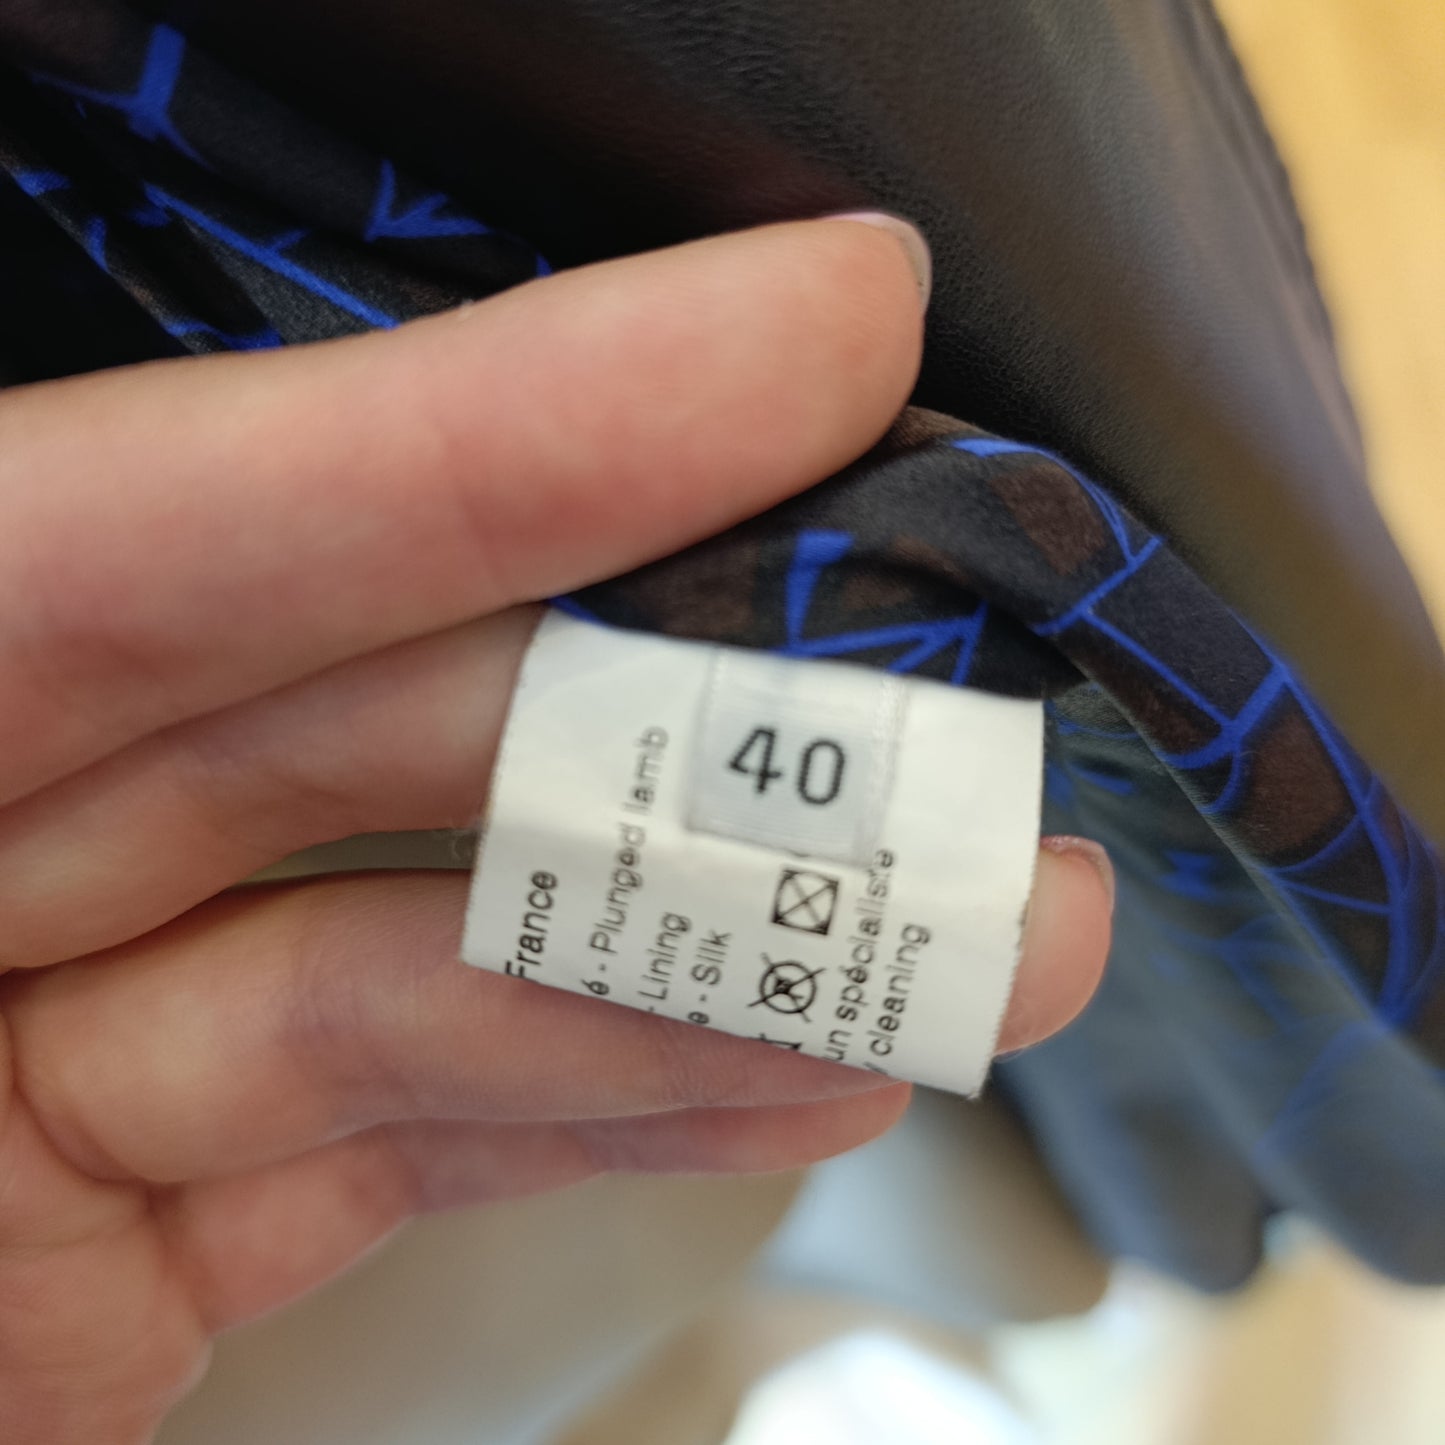 40
France
é - Plunged lamb
Lining
e - Silk
un spécialiste
y cleaning